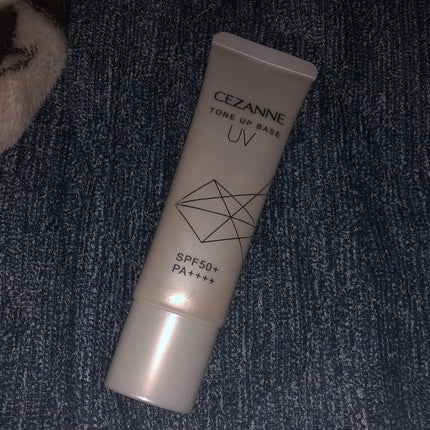 CEZANNE
TONE UP BASE
UV
SPF50+
PA++++